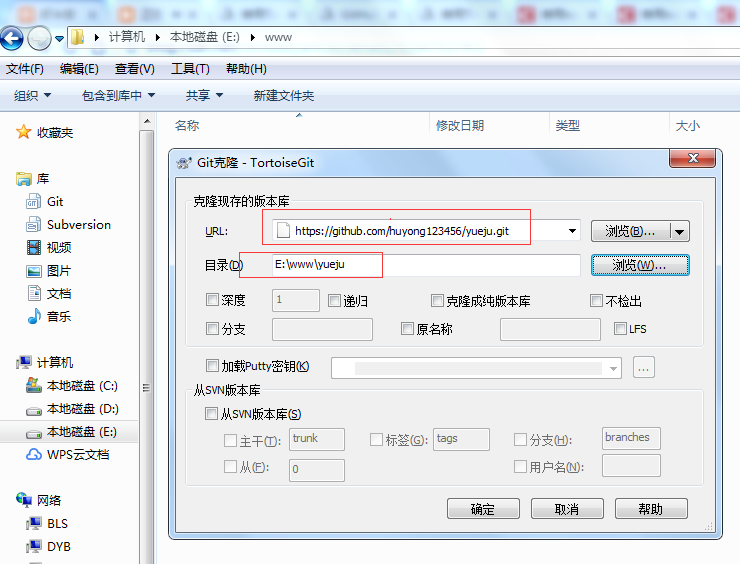 计算机 本地磁盘 (E:) www
文件(F) 编辑(E) 查看(V) 工具(T) 帮助(H)
组织 包含到库中 共享 新建文件夹
名称 修改日期 类型 大小
收藏夹
库
Git
Subversion
视频
图片
文档
音乐
计算机
本地磁盘 (C:)
本地磁盘 (D:)
本地磁盘 (E:)
WPS云文档
网络
BLS
DYB
Git克隆 - TortoiseGit
克隆现存的版本库
URL: https://github.com/huyong123456/yueju.git 浏览(B)...
目录(D) E:\www\yueju 浏览(W)...
深度 1 递归 克隆成纯版本库 不检出
分支 原名称 LFS
加载Putty密钥(K) ...
从SVN版本库
从SVN版本库(S)
主干(T): trunk 标签(G): tags 分支(H): branches
从(F): 0 用户名(N):
确定 取消 帮助